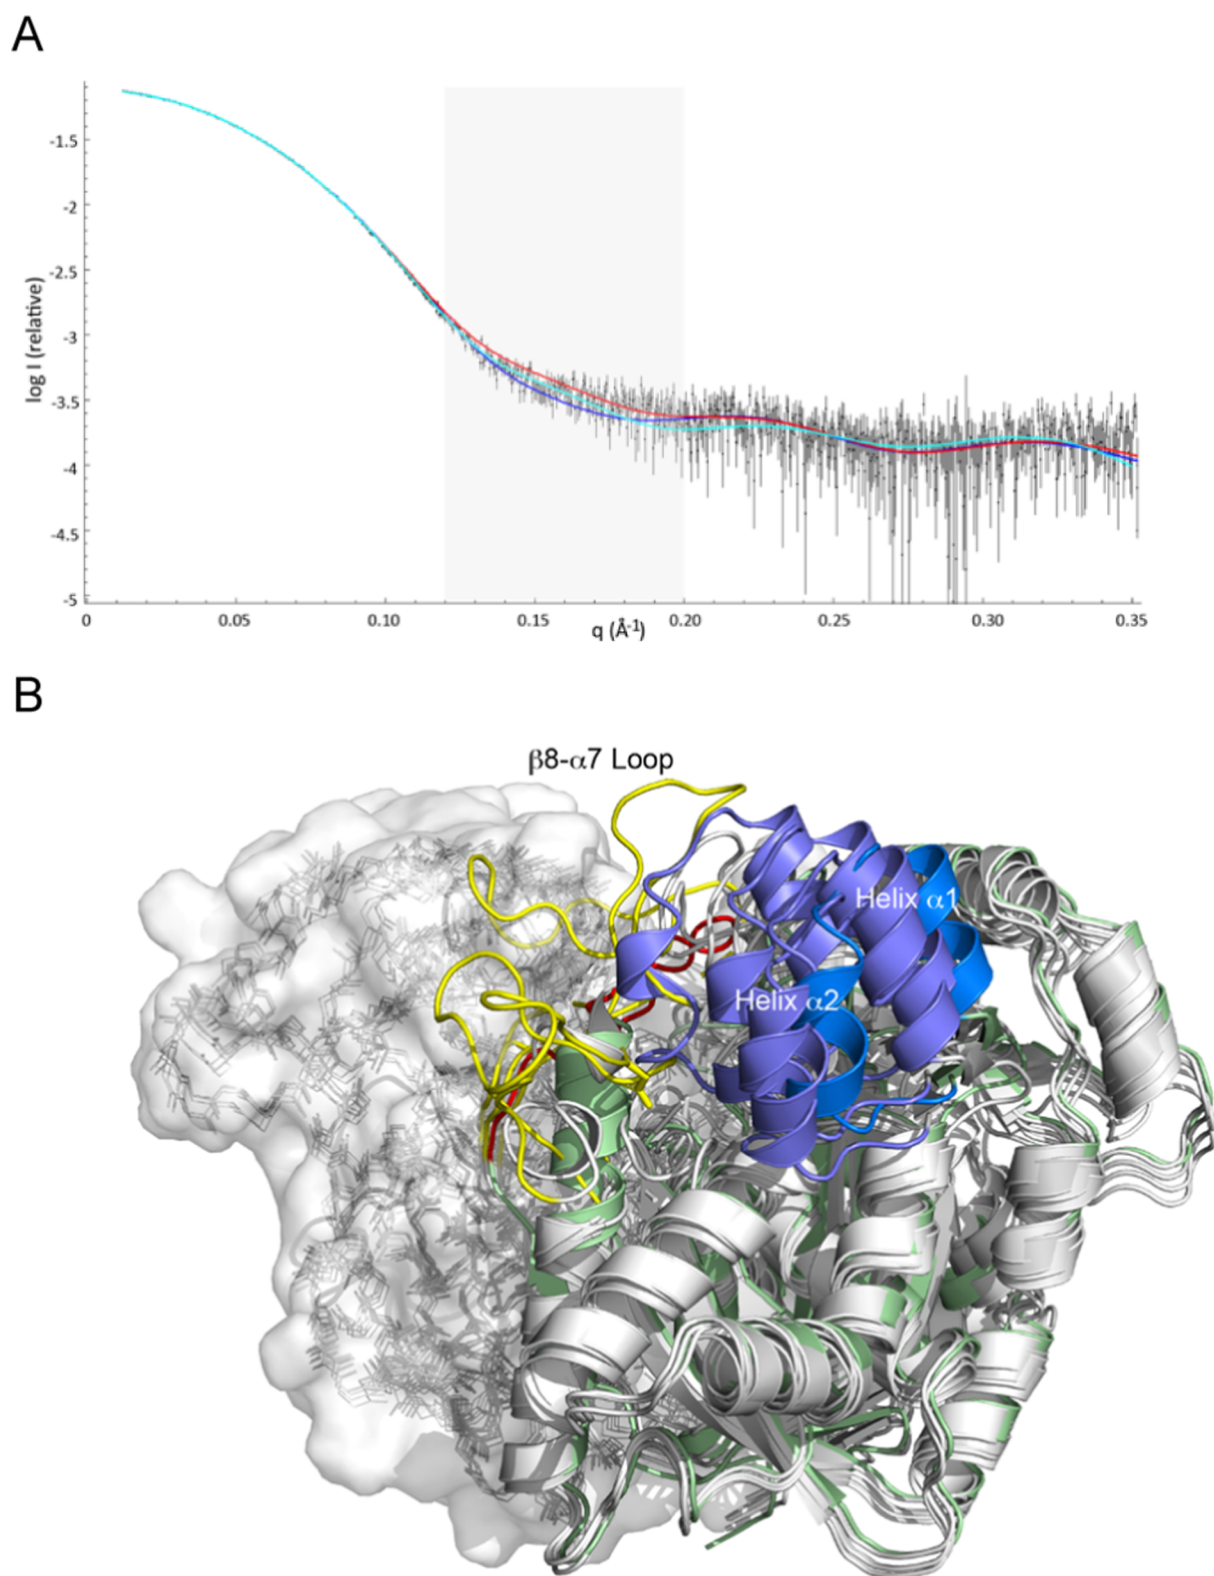 A
-1.5
-2
-2.5
-3
-3.5
-4
-4.5
-5
log I (relative)
0 0.05 0.10 0.15 0.20 0.25 0.30 0.35
q (Å-1)
B
β8-α7 Loop
Helix α1
Helix α2